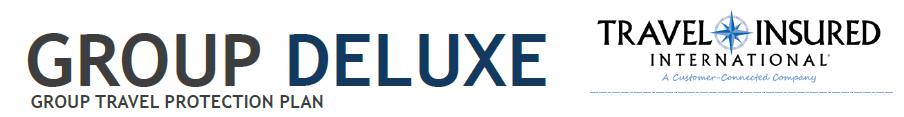 GROUP DELUXE
GROUP TRAVEL PROTECTION PLAN
TRAVEL INSURED
INTERNATIONAL®
A Customer-Connected Company